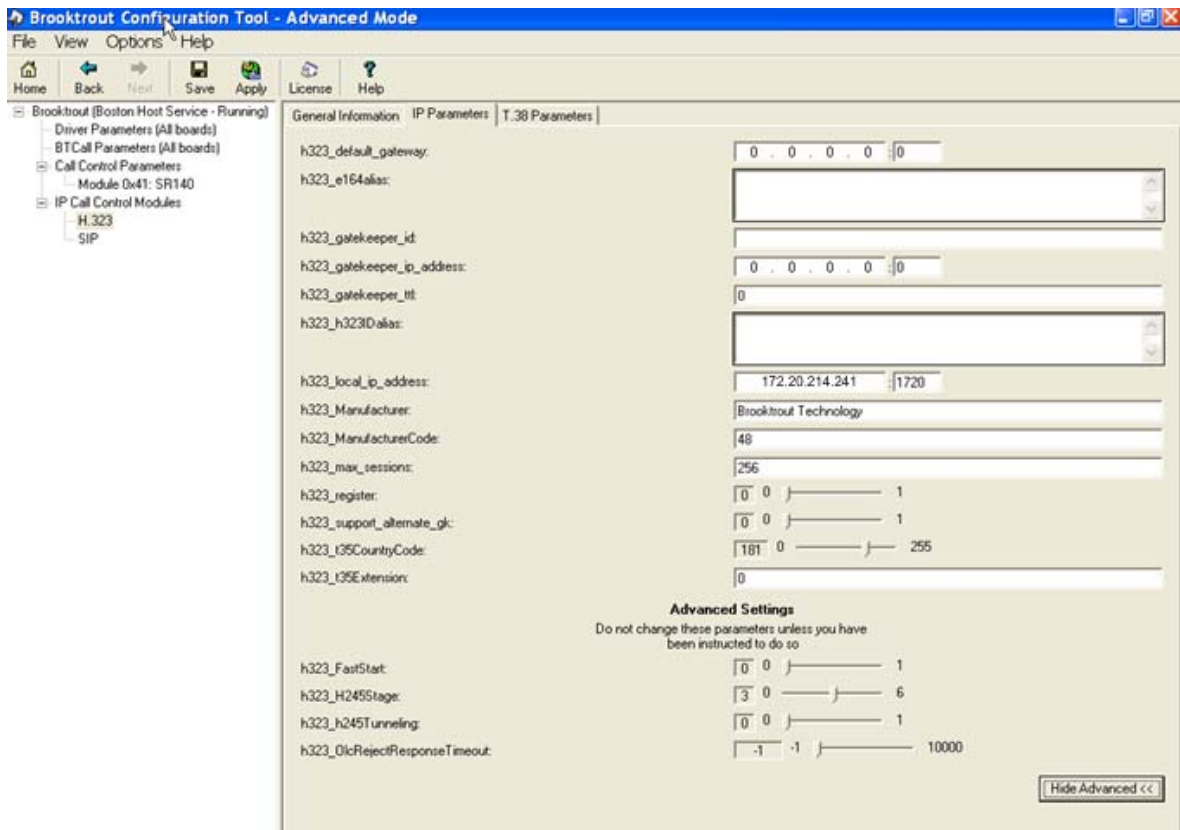 Brooktrout Configuration Tool - Advanced Mode
File View Options Help
Home Back Next Save Apply License Help
Brooktrout (Boston Host Service - Running)
Driver Parameters (All boards)
BTCall Parameters (All boards)
Call Control Parameters
Module 0x41: SR140
IP Call Control Modules
H.323
SIP
General Information IP Parameters T.38 Parameters
h323_default_gateway: 0 . 0 . 0 . 0 :0
h323_e164alias:
h323_gatekeeper_id:
h323_gatekeeper_ip_address: 0 . 0 . 0 . 0 :0
h323_gatekeeper_ttl: 0
h323_h323IDalias:
h323_local_ip_address: 172.20.214.241 :1720
h323_Manufacturer: Brooktrout Technology
h323_ManufacturerCode: 48
h323_max_sessions: 256
h323_register: 0 0 1
h323_support_alternate_gk: 0 0 1
h323_t35CountryCode: 181 0 255
h323_t35Extension: 0
Advanced Settings
Do not change these parameters unless you have
been instructed to do so
h323_FastStart: 0 0 1
h323_H245Stage: 3 0 6
h323_h245Tunneling: 0 0 1
h323_OlcRejectResponseTimeout: -1 -1 10000
Hide Advanced <<